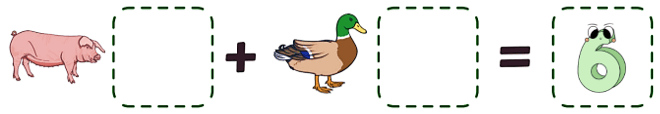 + = 6